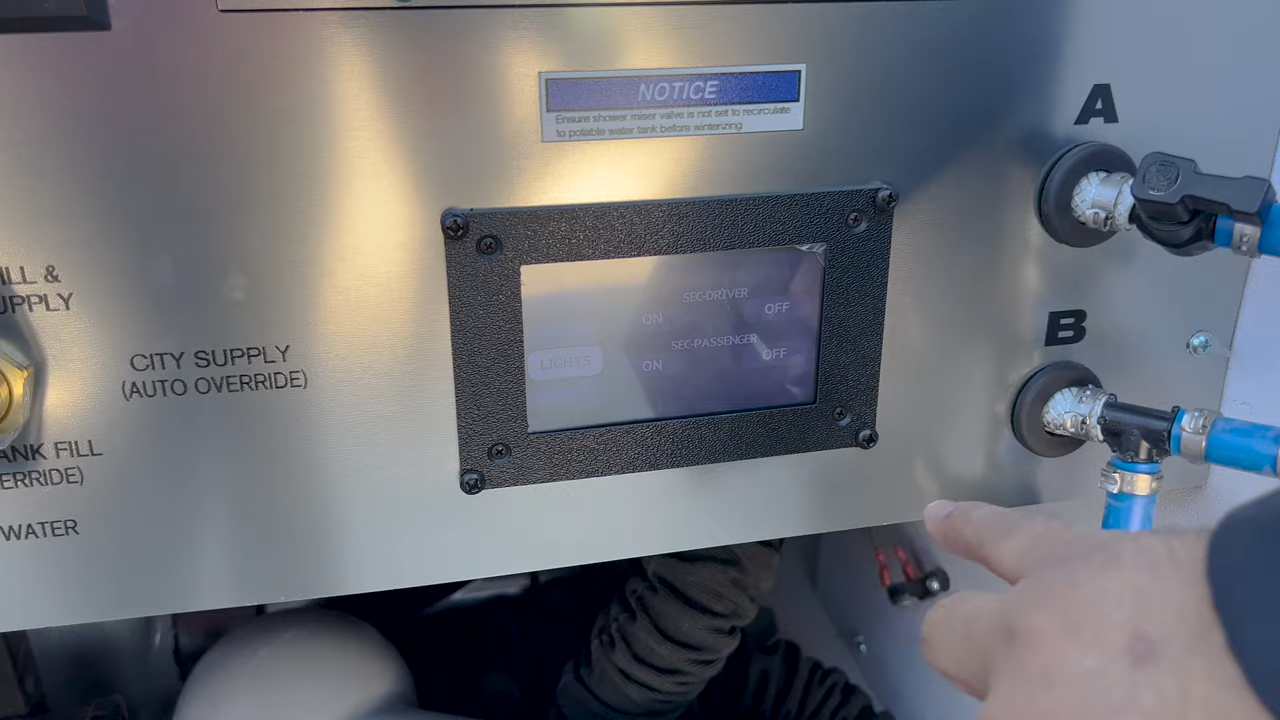 NOTICE
Ensure shower miser valve is not set to recirculate
to potable water tank before winterizing
A
B
ILL &
UPPLY
CITY SUPPLY
(AUTO OVERRIDE)
ANK FILL
ERRIDE)
WATER
SEC-DRIVER
ON OFF
SEC-PASSENGER
ON OFF
LIGHTS